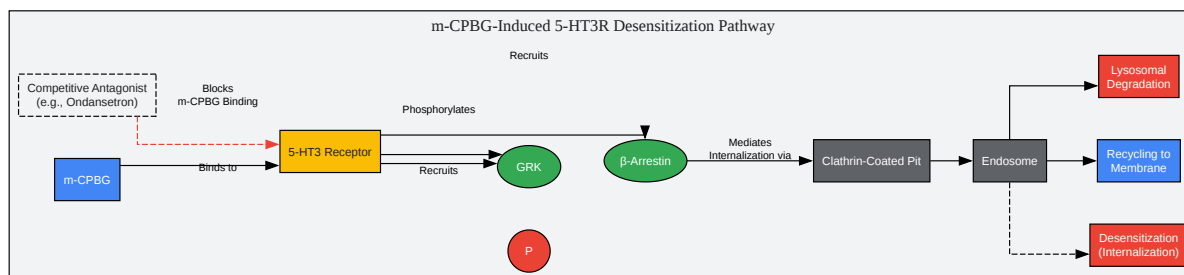 m-CPBG-Induced 5-HT3R Desensitization Pathway
Recruits
Competitive Antagonist
(e.g., Ondansetron)
Blocks
m-CPBG Binding
Phosphorylates
Lysosomal
Degradation
m-CPBG
Binds to
5-HT3 Receptor
Recruits
GRK
β-Arrestin
Mediates
Internalization via
Clathrin-Coated Pit
Endosome
Recycling to
Membrane
P
Desensitization
(Internalization)